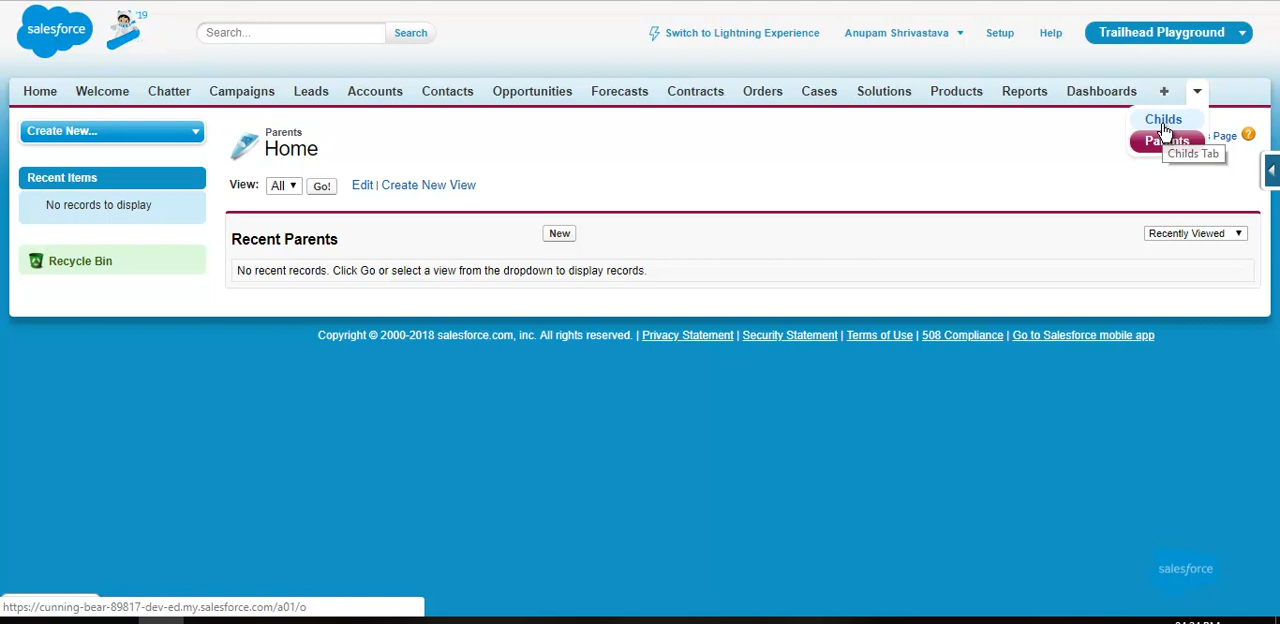 salesforce
'19
Search...
Search
Switch to Lightning Experience
Anupam Shrivastava
Setup
Help
Trailhead Playground
Home Welcome Chatter Campaigns Leads Accounts Contacts Opportunities Forecasts Contracts Orders Cases Solutions Products Reports Dashboards +
Childs
Childs Tab
Page
Create New...
Parents
Home
View: All Go! Edit | Create New View
Recent Items
No records to display
Recycle Bin
Recent Parents
New
Recently Viewed
No recent records. Click Go or select a view from the dropdown to display records.
Copyright © 2000-2018 salesforce.com, inc. All rights reserved. | Privacy Statement | Security Statement | Terms of Use | 508 Compliance | Go to Salesforce mobile app
salesforce
https://cunning-bear-89817-dev-ed.my.salesforce.com/a01/o